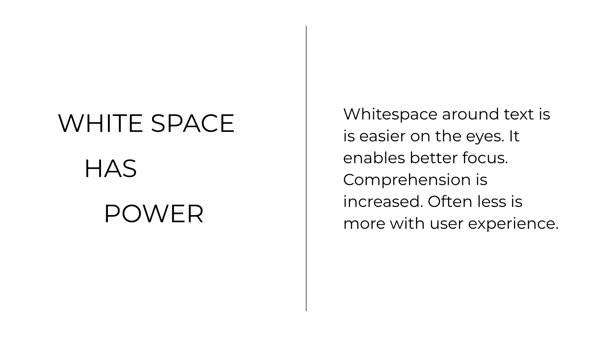 WHITE SPACE
HAS
POWER
Whitespace around text is
is easier on the eyes. It
enables better focus.
Comprehension is
increased. Often less is
more with user experience.